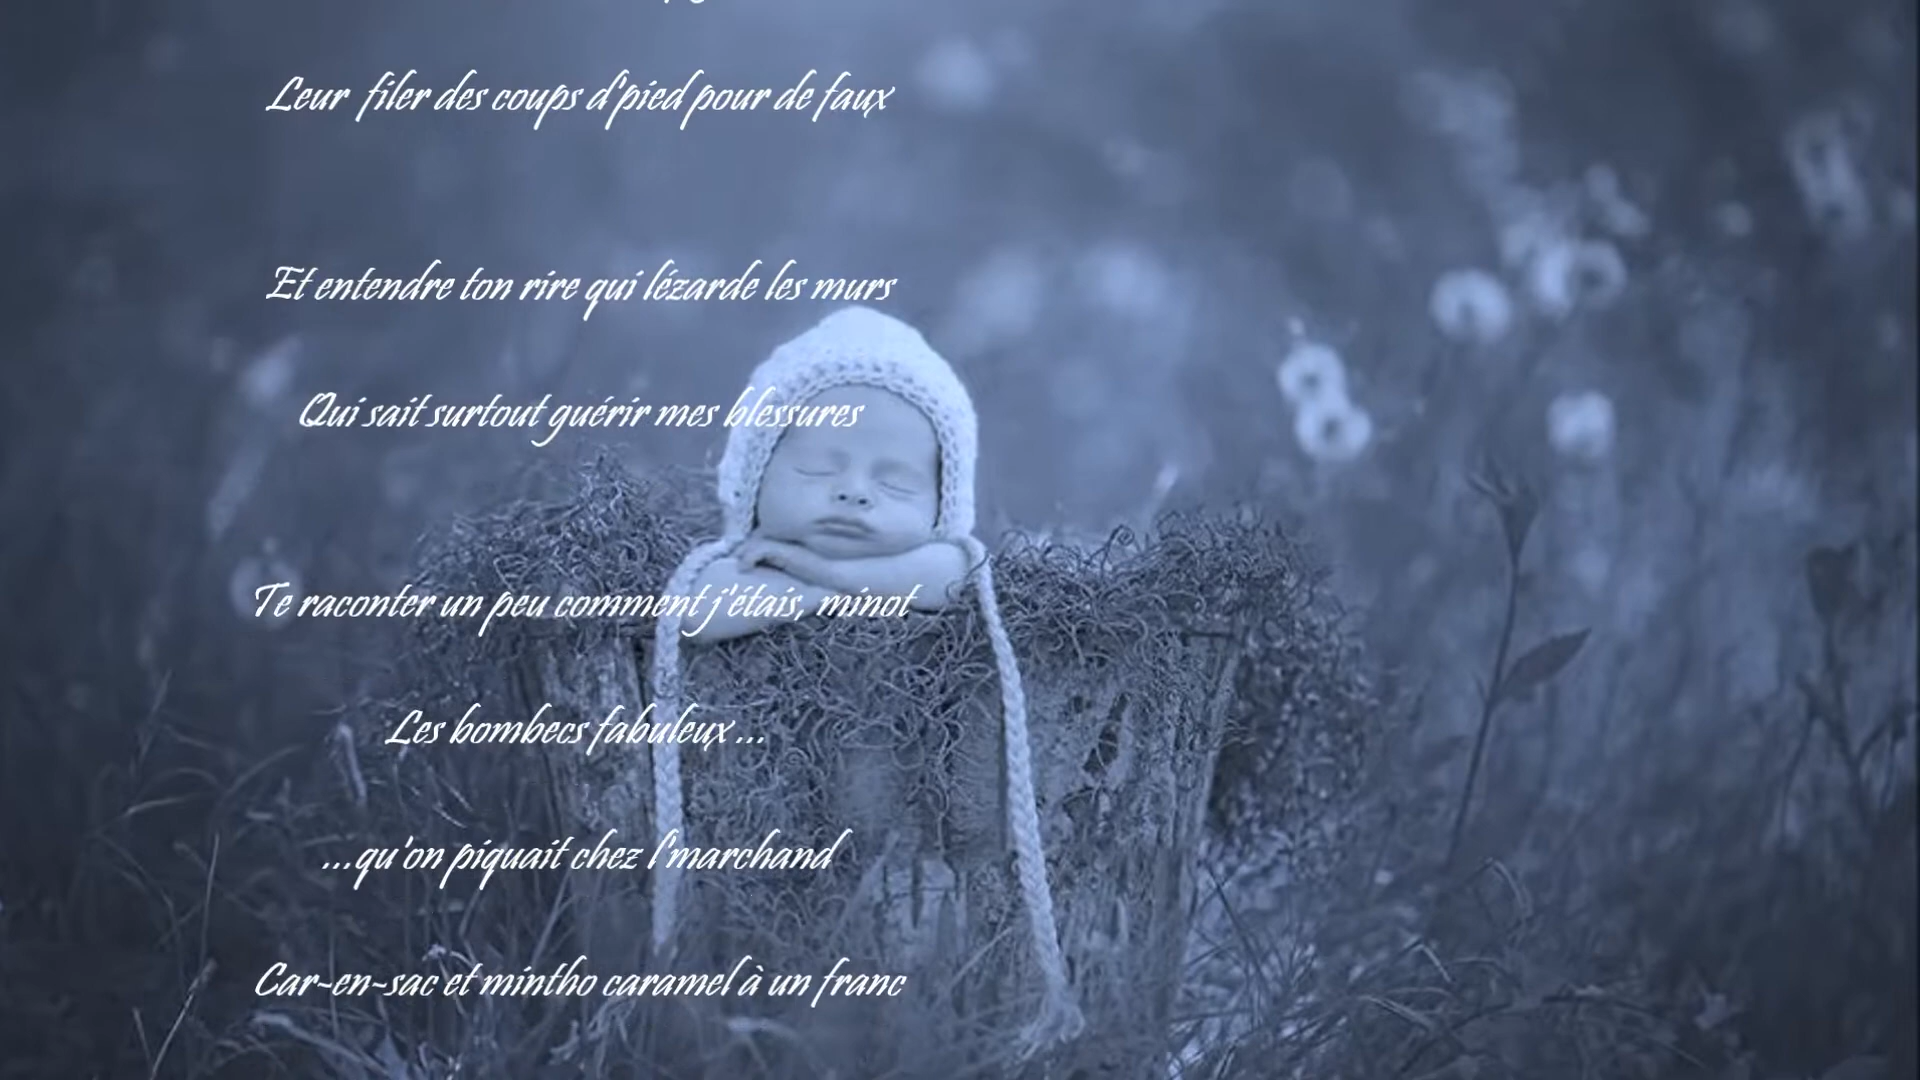 Leur filer des coups d'pied pour de faux
Et entendre ton rire qui lézarde les murs
Qui sait surtout guérir mes blessures
Te raconter un peu comment j'étais, minot
Les bombecs fabuleux ...
...qu'on piquait chez l'marchand
Car-en-sac et mintho caramel à un franc